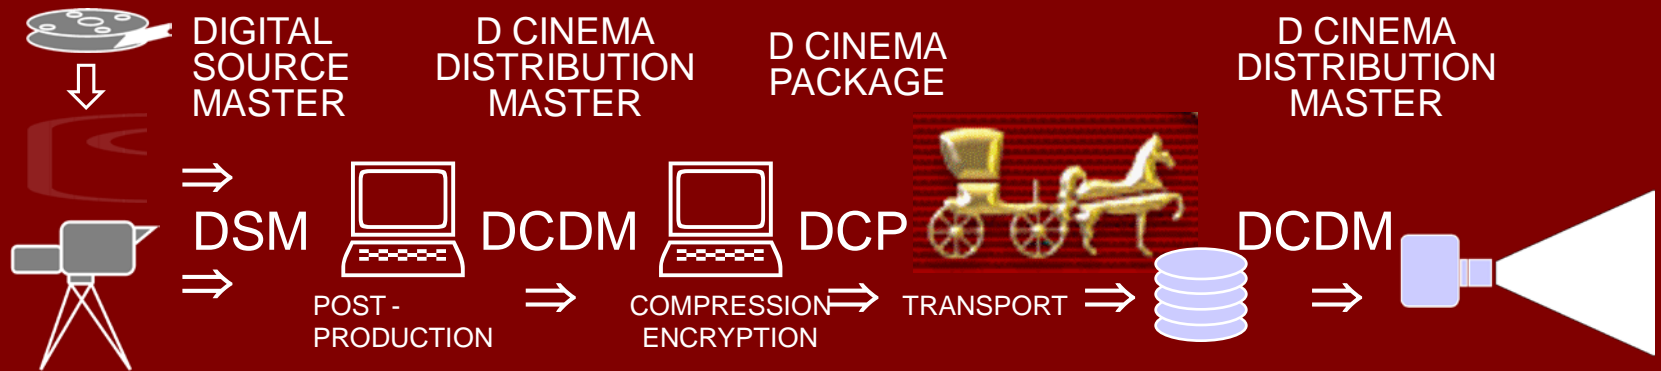 DIGITAL
SOURCE
MASTER
D CINEMA
DISTRIBUTION
MASTER
D CINEMA
PACKAGE
D CINEMA
DISTRIBUTION
MASTER
DSM
DCDM
DCP
DCDM
POST -
PRODUCTION
COMPRESSION
ENCRYPTION
TRANSPORT